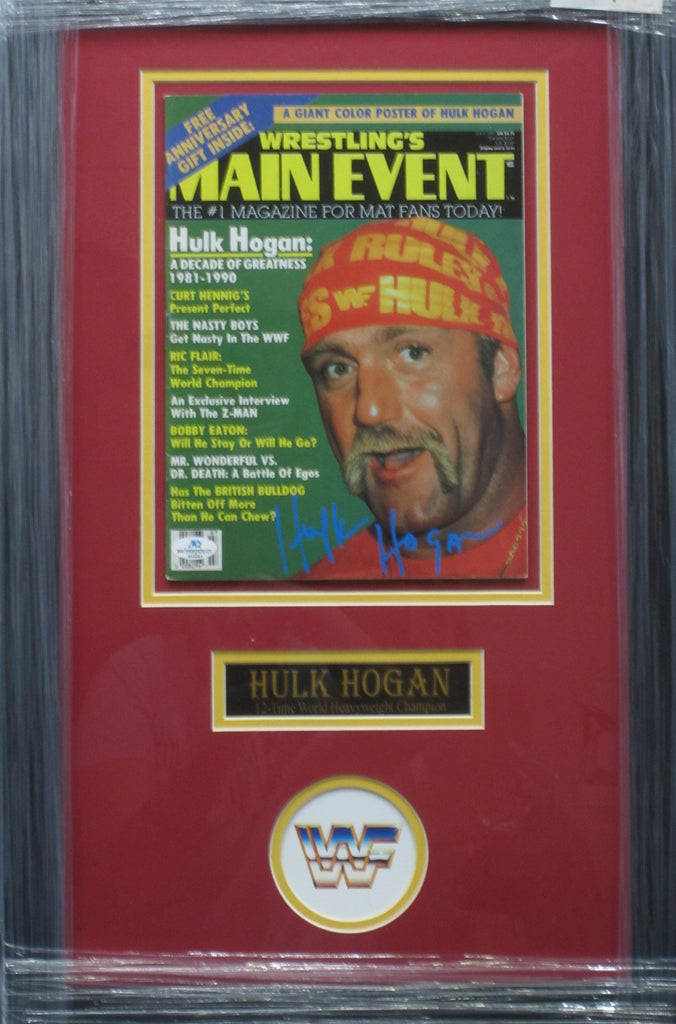 FREE
ANNIVERSARY
GIFT INSIDE:
A GIANT COLOR POSTER OF HULK HOGAN
WRESTLING'S
MAIN EVENT
THE #1 MAGAZINE FOR MAT FANS TODAY!
Hulk Hogan:
A DECADE OF GREATNESS
1981-1990
CURT HENNIG'S
Present Perfect
THE NASTY BOYS
Get Nasty In The WWF
RIC FLAIR:
The Seven-Time
World Champion
An Exclusive Interview
With The Z-MAN
BOBBY EATON:
Will He Stay Or Will He Go?
MR. WONDERFUL VS.
DR. DEATH: A Battle Of Egos
Has The BRITISH BULLDOG
Bitten Off More
Than He Can Chew?
RULES
WF HULK
Hulk Hogan
HULK HOGAN
12-Time World Heavyweight Champion
WWF